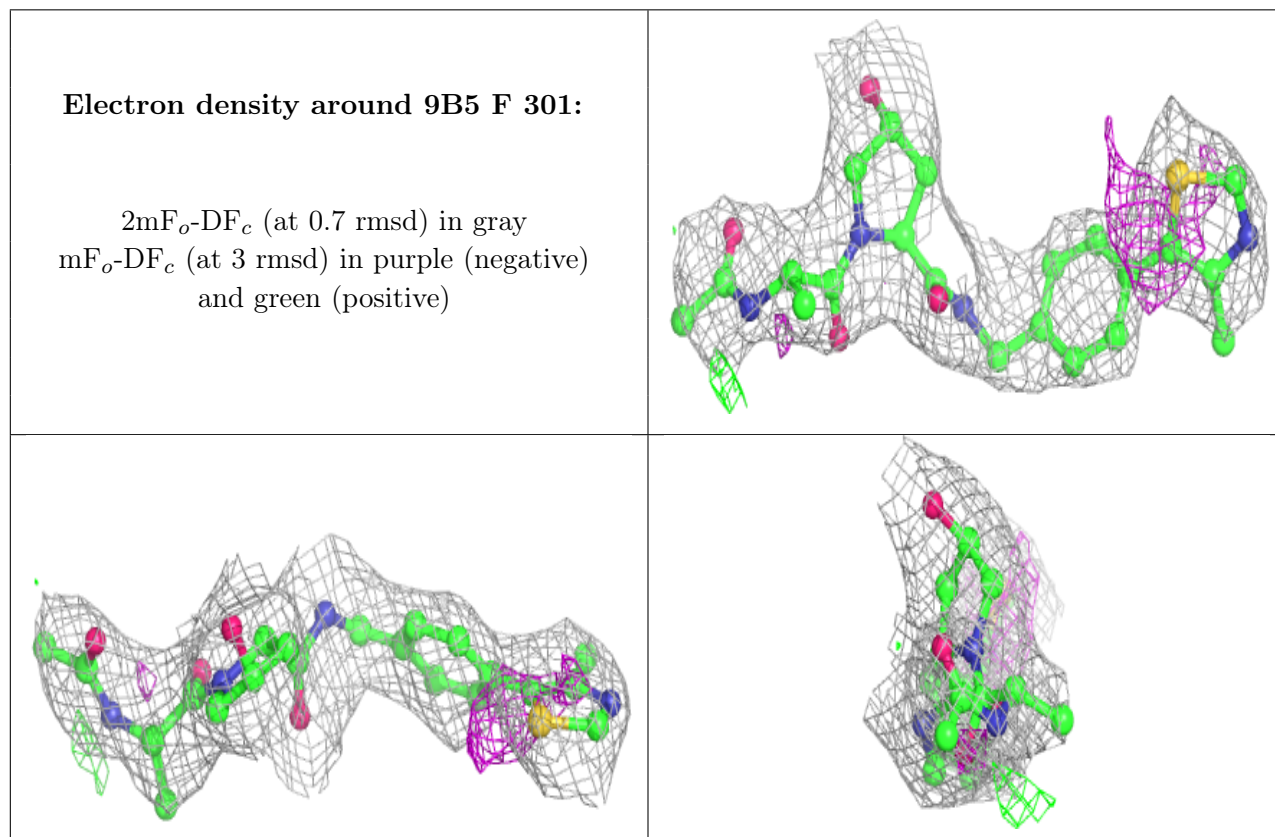 Electron density around 9B5 F 301:
2mFo-DFc (at 0.7 rmsd) in gray
mFo-DFc (at 3 rmsd) in purple (negative)
and green (positive)